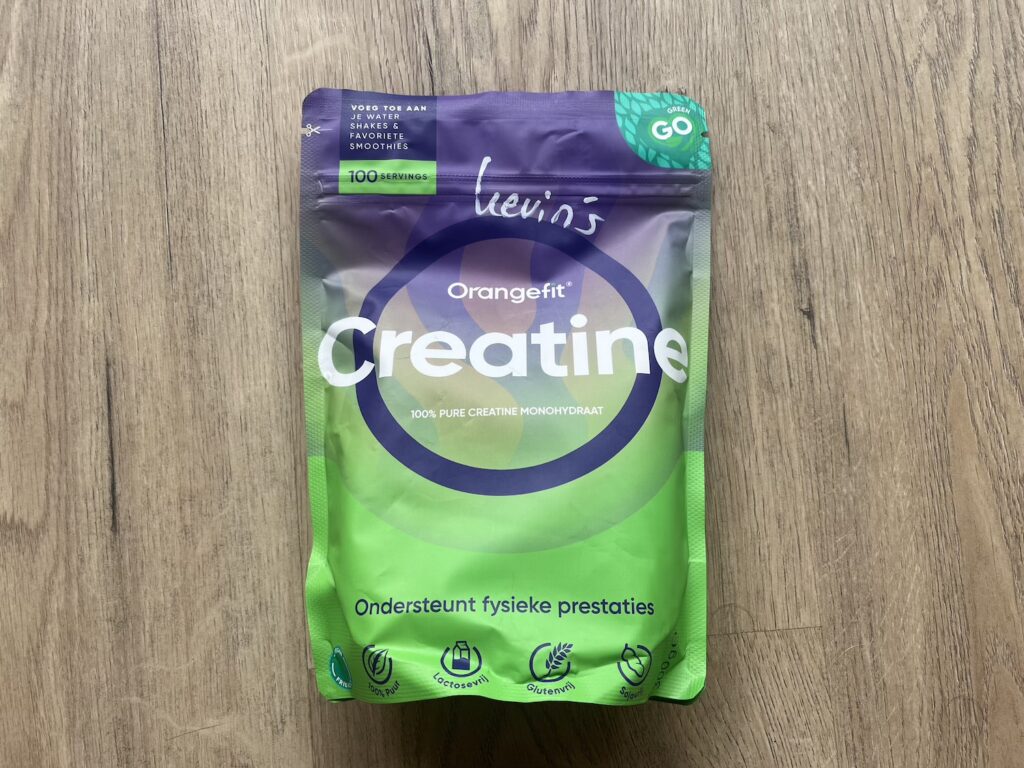 VOEG TOE AAN
JE WATER
SHAKES &
FAVORIETE
SMOOTHIES
100 SERVINGS
GREEN
GO
Kevin's
Orangefit®
Creatine
100% PURE CREATINE MONOHYDRAAT
Ondersteunt fysieke prestaties
100% Puur
Lactosevrij
Glutenvrij